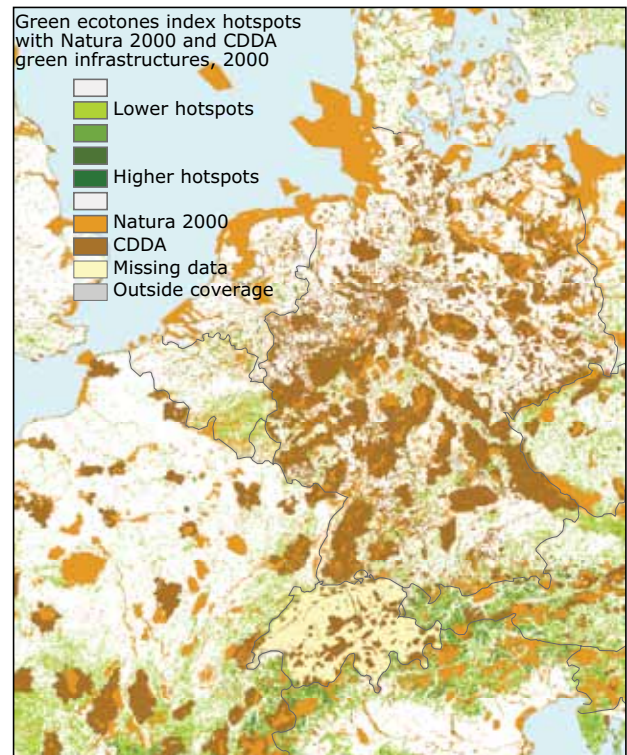 Green ecotones index hotspots
with Natura 2000 and CDDA
green infrastructures, 2000
Lower hotspots
Higher hotspots
Natura 2000
CDDA
Missing data
Outside coverage